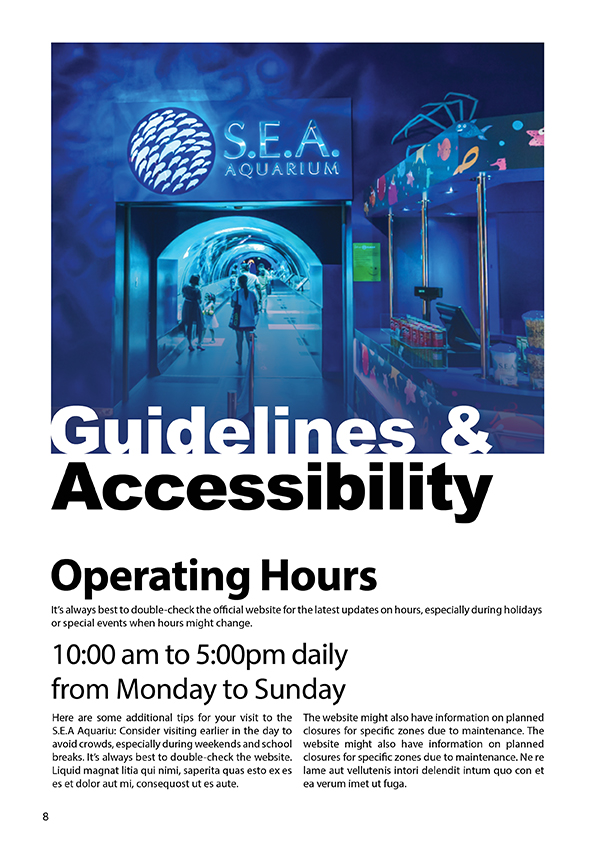 S.E.A.
AQUARIUM
Guidelines &
Accessibility
Operating Hours
It's always best to double-check the official website for the latest updates on hours, especially during holidays
or special events when hours might change.
10:00 am to 5:00pm daily
from Monday to Sunday
Here are some additional tips for your visit to the
S.E.A Aquariu: Consider visiting earlier in the day to
avoid crowds, especially during weekends and school
breaks. It's always best to double-check the website.
Liquid magnat litia qui nimi, saperita quas esto ex es
es et dolor aut mi, consequost ut es aute.
The website might also have information on planned
closures for specific zones due to maintenance. The
website might also have information on planned
closures for specific zones due to maintenance. Ne re
lame aut vellutenis intori delendit intum quo con et
ea verum imet ut fuga.
8